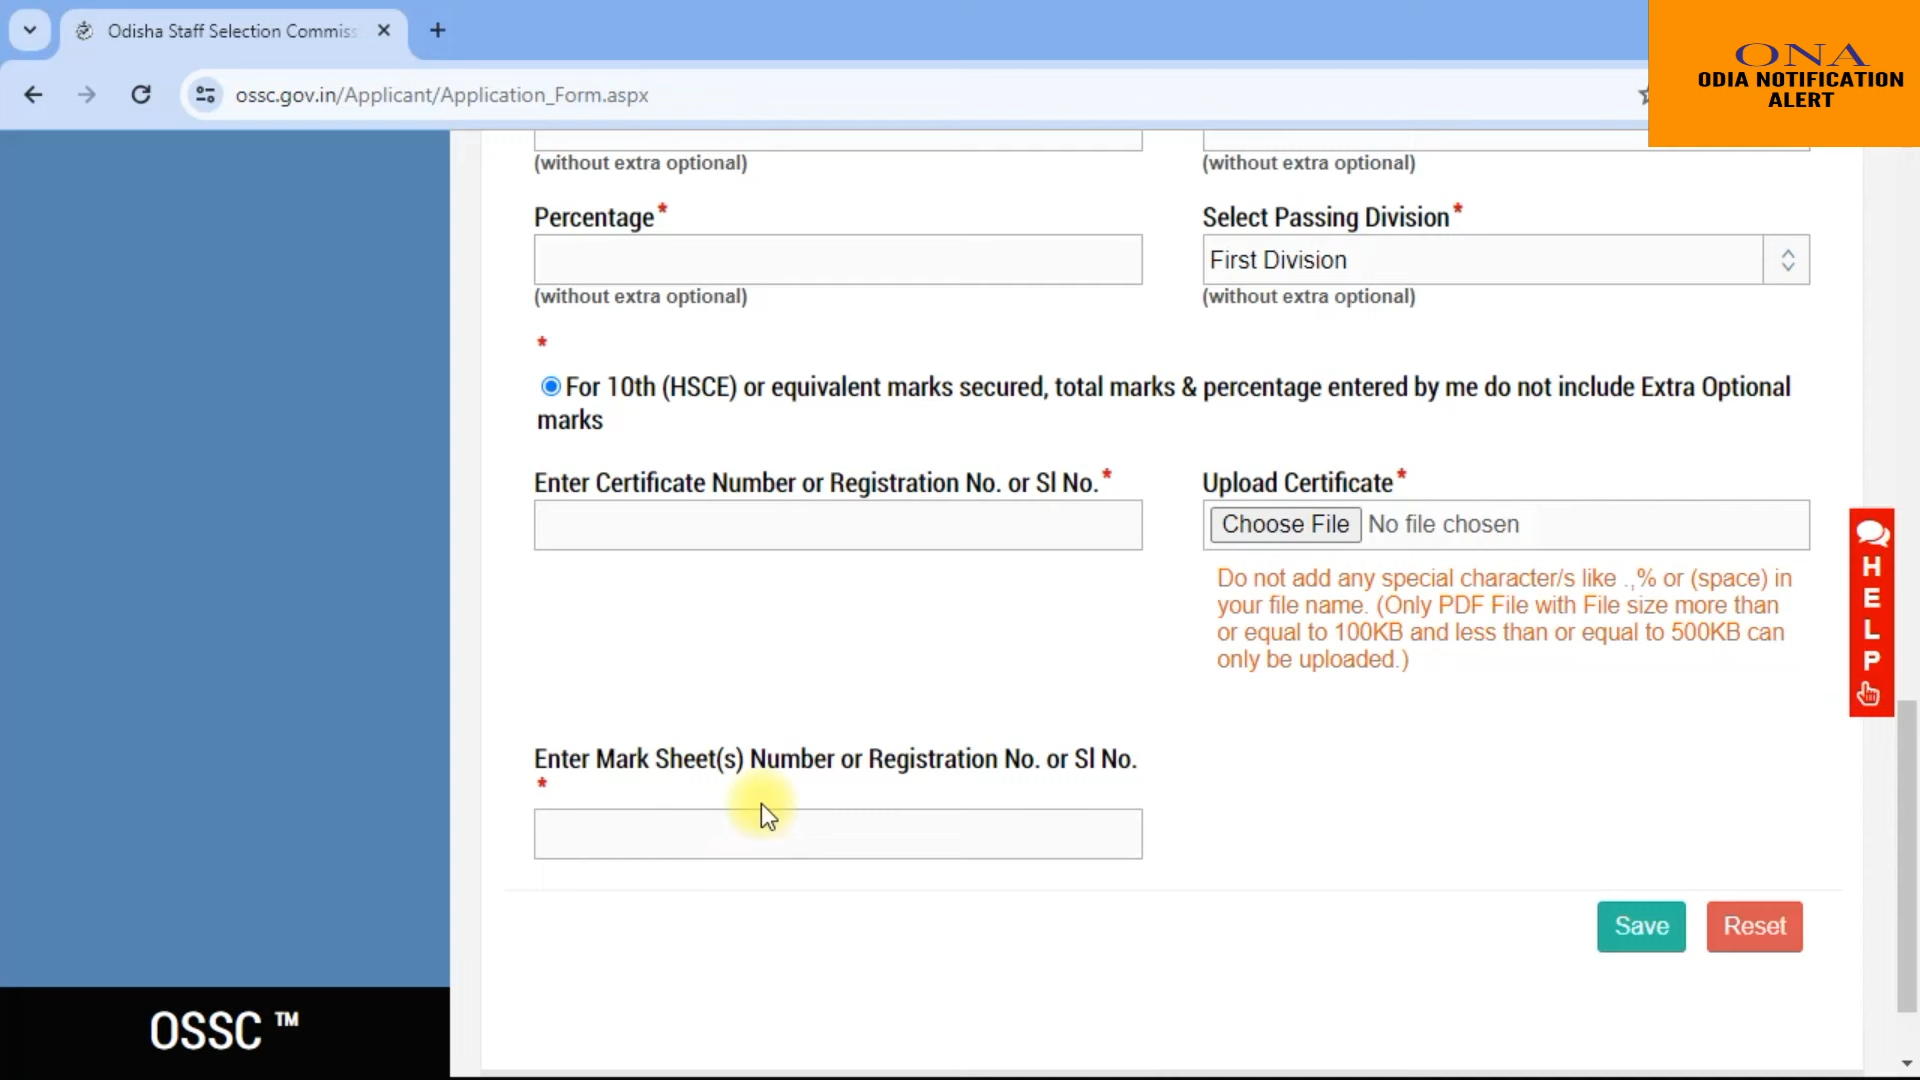 Odisha Staff Selection Commis
ONA
ODIA NOTIFICATION
ALERT
ossc.gov.in/Applicant/Application_Form.aspx
(without extra optional) (without extra optional)
Percentage* Select Passing Division*
First Division
(without extra optional) (without extra optional)
*
For 10th (HSCE) or equivalent marks secured, total marks & percentage entered by me do not include Extra Optional
marks
Enter Certificate Number or Registration No. or Sl No.* Upload Certificate*
Choose File No file chosen
Do not add any special character/s like .,% or (space) in
your file name. (Only PDF File with File size more than
or equal to 100KB and less than or equal to 500KB can
only be uploaded.)
HELP
Enter Mark Sheet(s) Number or Registration No. or Sl No.
*
Save Reset
OSSC ™